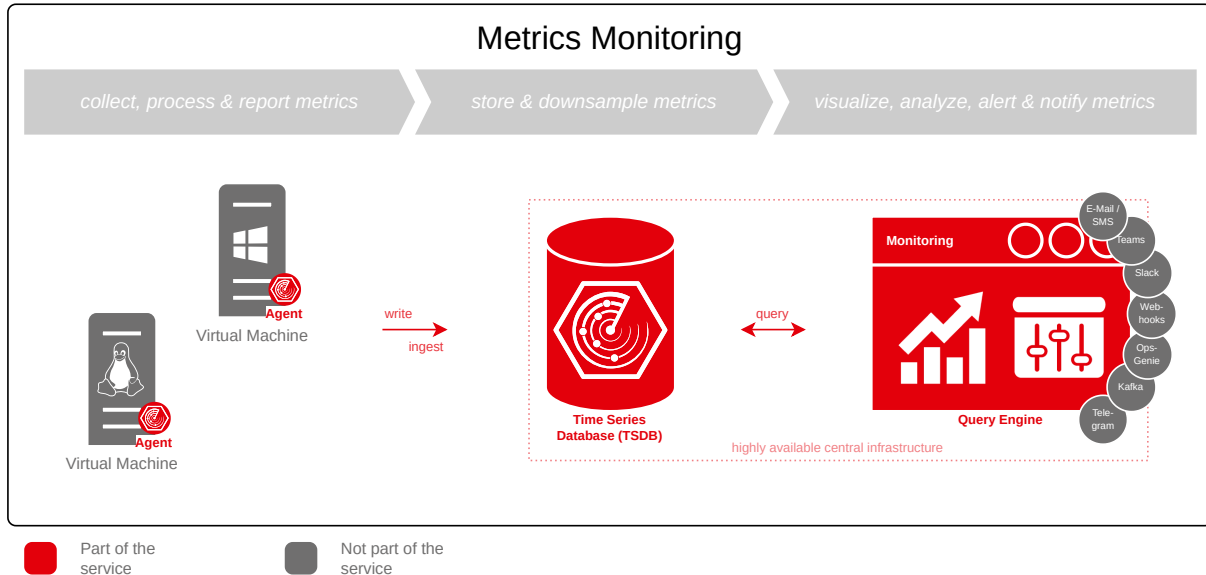 Metrics Monitoring
collect, process & report metrics
store & downsample metrics
visualize, analyze, alert & notify metrics
Agent
Virtual Machine
Agent
Virtual Machine
write
ingest
Time Series
Database (TSDB)
query
Monitoring
Query Engine
E-Mail /
SMS
Teams
Slack
Web-
hooks
Ops-
Genie
Kafka
Tele-
gram
highly available central infrastructure
Part of the
service
Not part of the
service